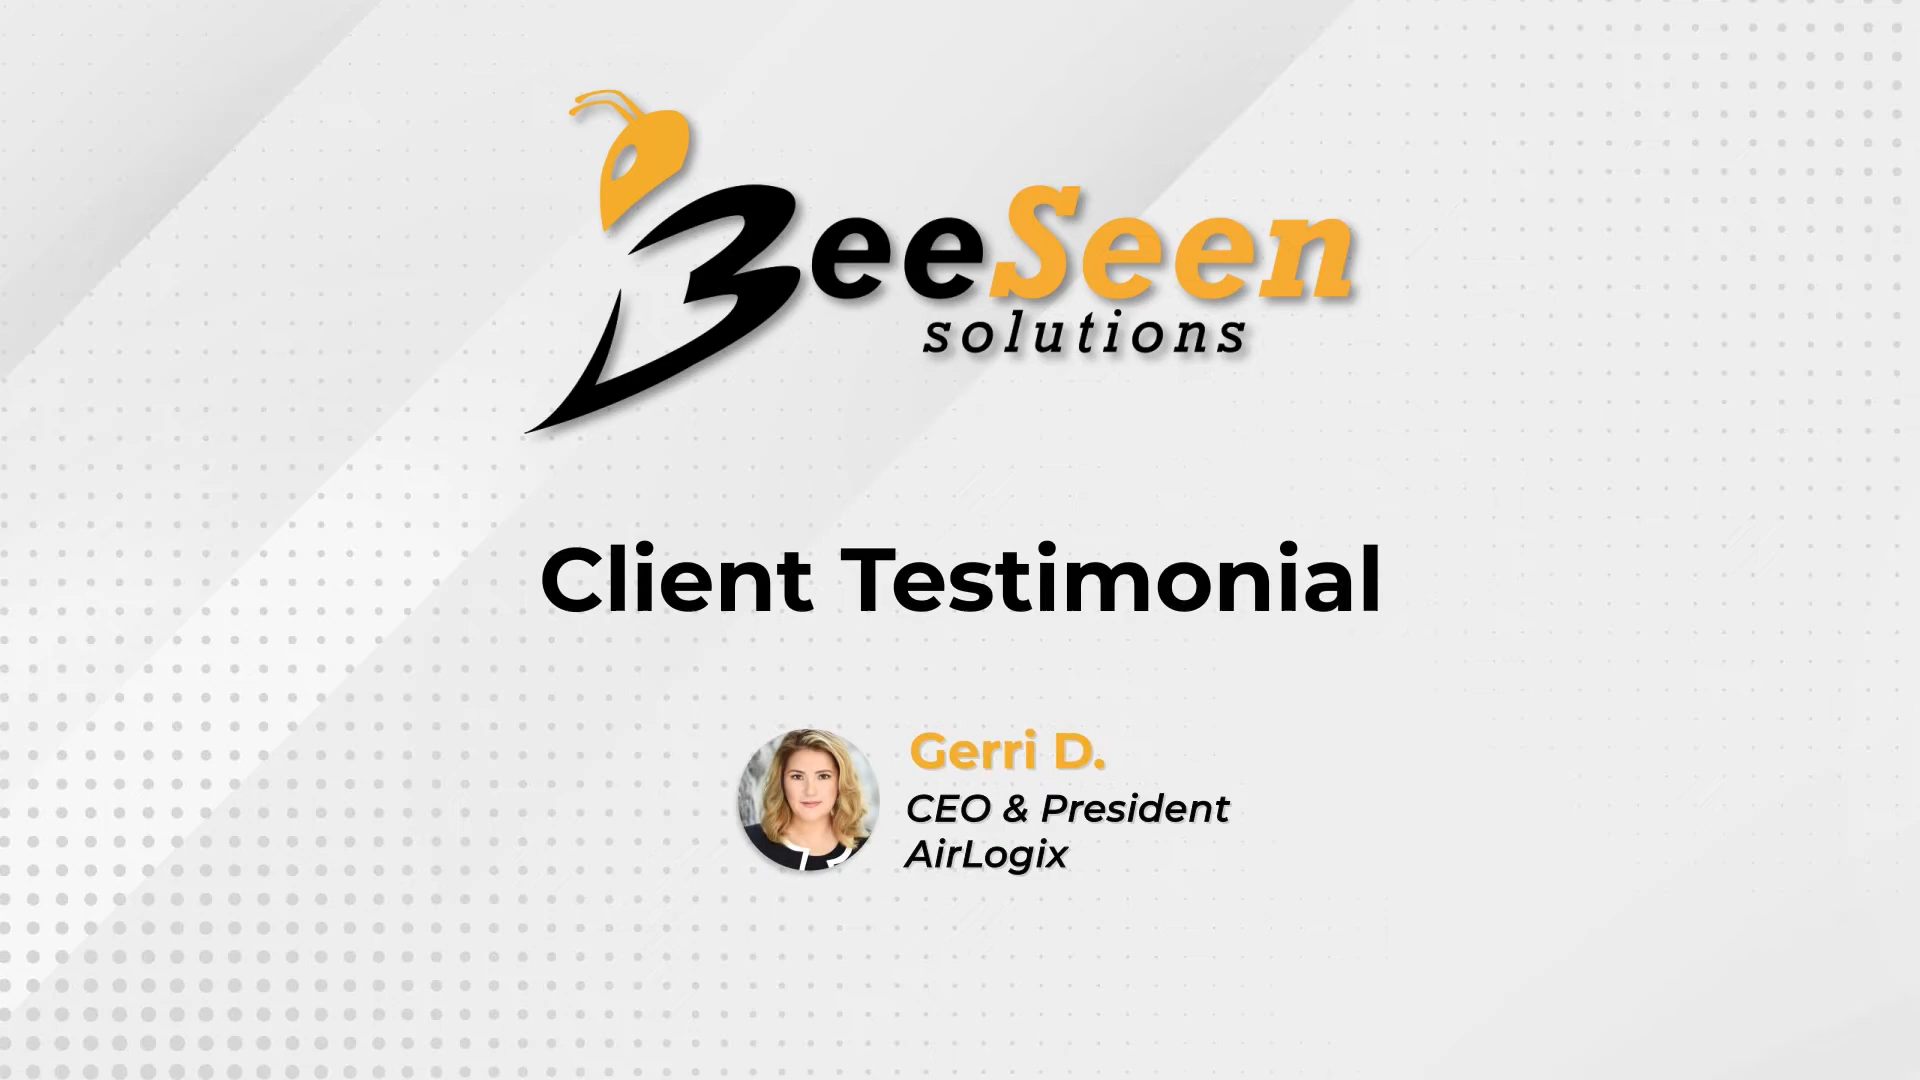 BeeSeen
solutions
Client Testimonial
Gerri D.
CEO & President
AirLogix